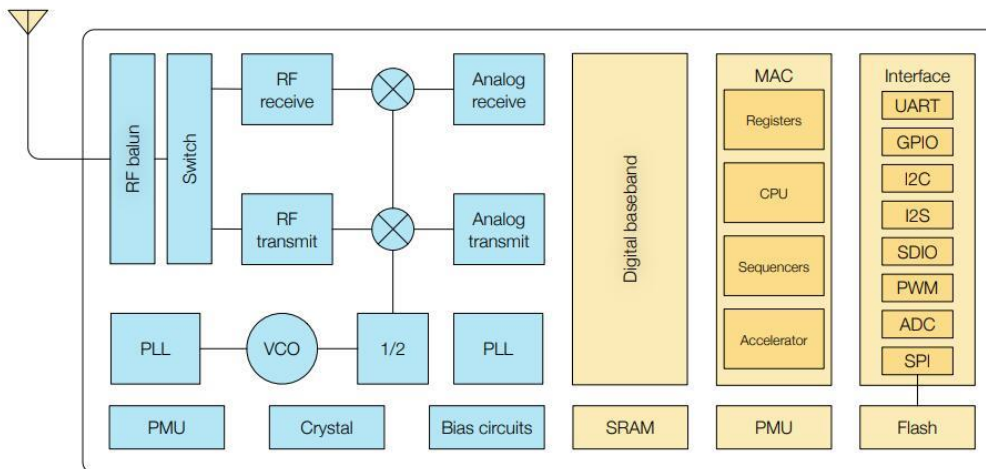 RF balun
Switch
RF
receive
Analog
receive
RF
transmit
Analog
transmit
PLL
VCO
1/2
PLL
PMU
Crystal
Bias circuits
Digital baseband
SRAM
MAC
Registers
CPU
Sequencers
Accelerator
PMU
Interface
UART
GPIO
I2C
I2S
SDIO
PWM
ADC
SPI
Flash